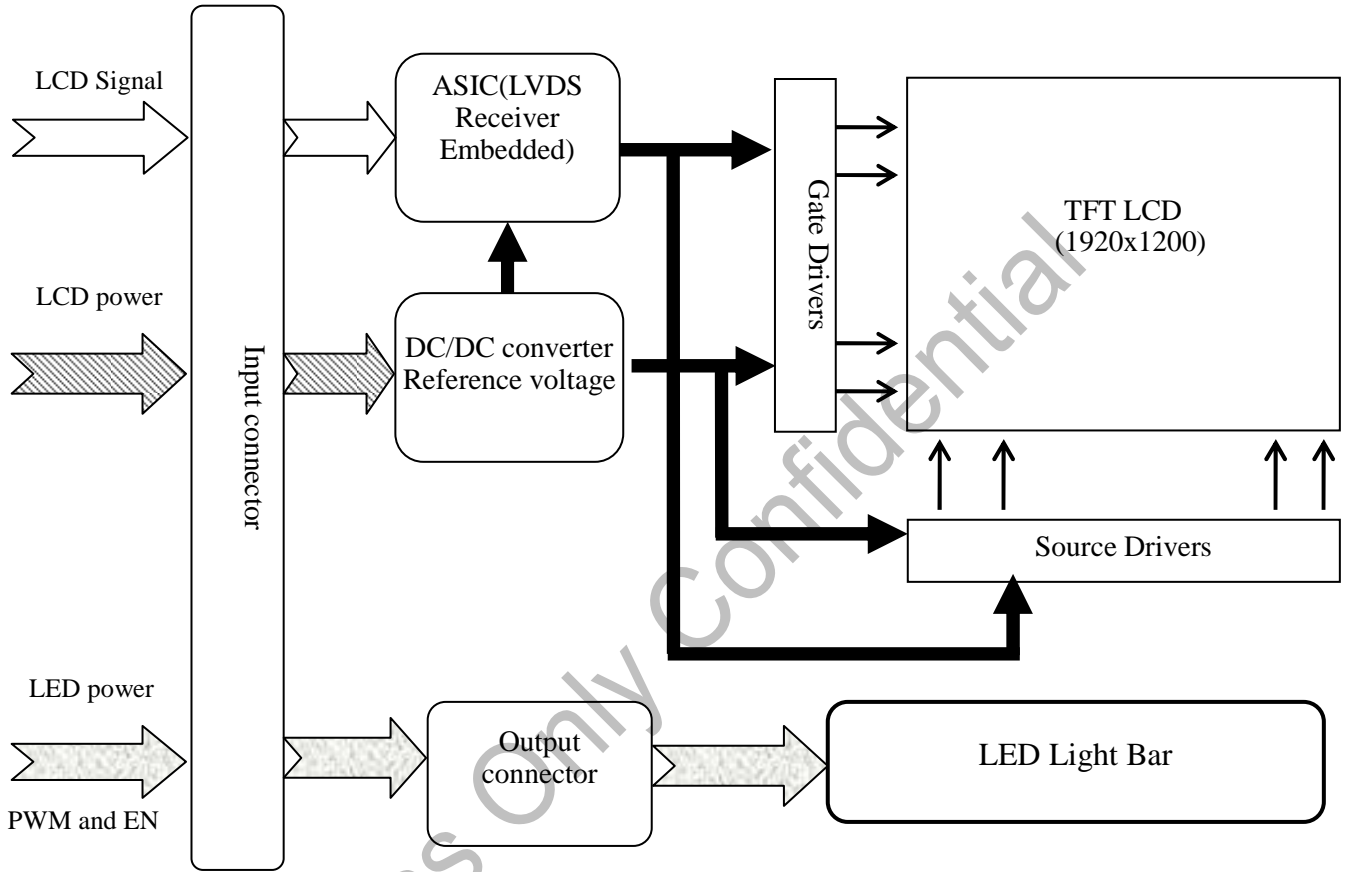 LCD Signal
LCD power
LED power
PWM and EN
Input connector
ASIC(LVDS
Receiver
Embedded)
DC/DC converter
Reference voltage
Output
connector
Gate Drivers
TFT LCD
(1920x1200)
Source Drivers
LED Light Bar
s Only Confidential